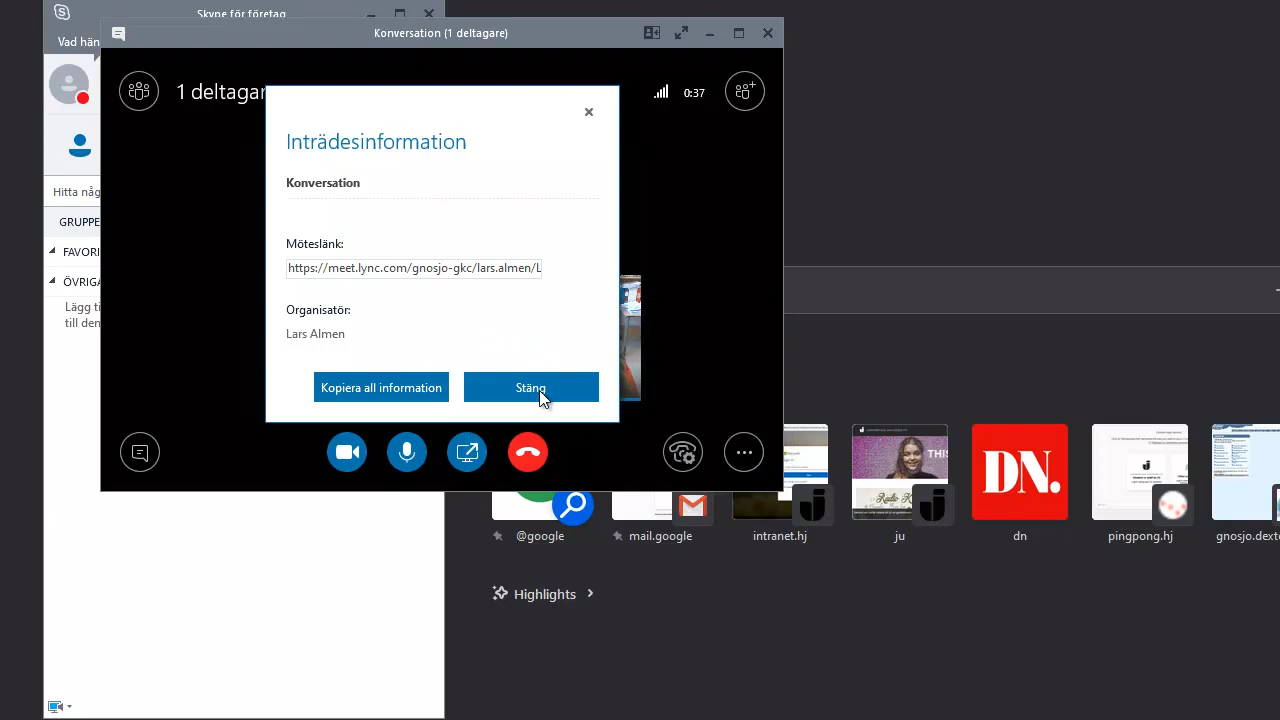 Skype för företag
Konversation (1 deltagare)
Vad hän
1 deltagar
0:37
Inträdesinformation
Konversation
Hitta någ
GRUPPE
Möteslänk:
FAVORI
https://meet.lync.com/gnosjo-gkc/lars.almen/L
ÖVRIGA
Lägg ti
till den
Organisatör:
Lars Almen
Kopiera all information
Stäng
DN.
@google
mail.google
intranet.hj
ju
dn
pingpong.hj
gnosjo.dext
Highlights